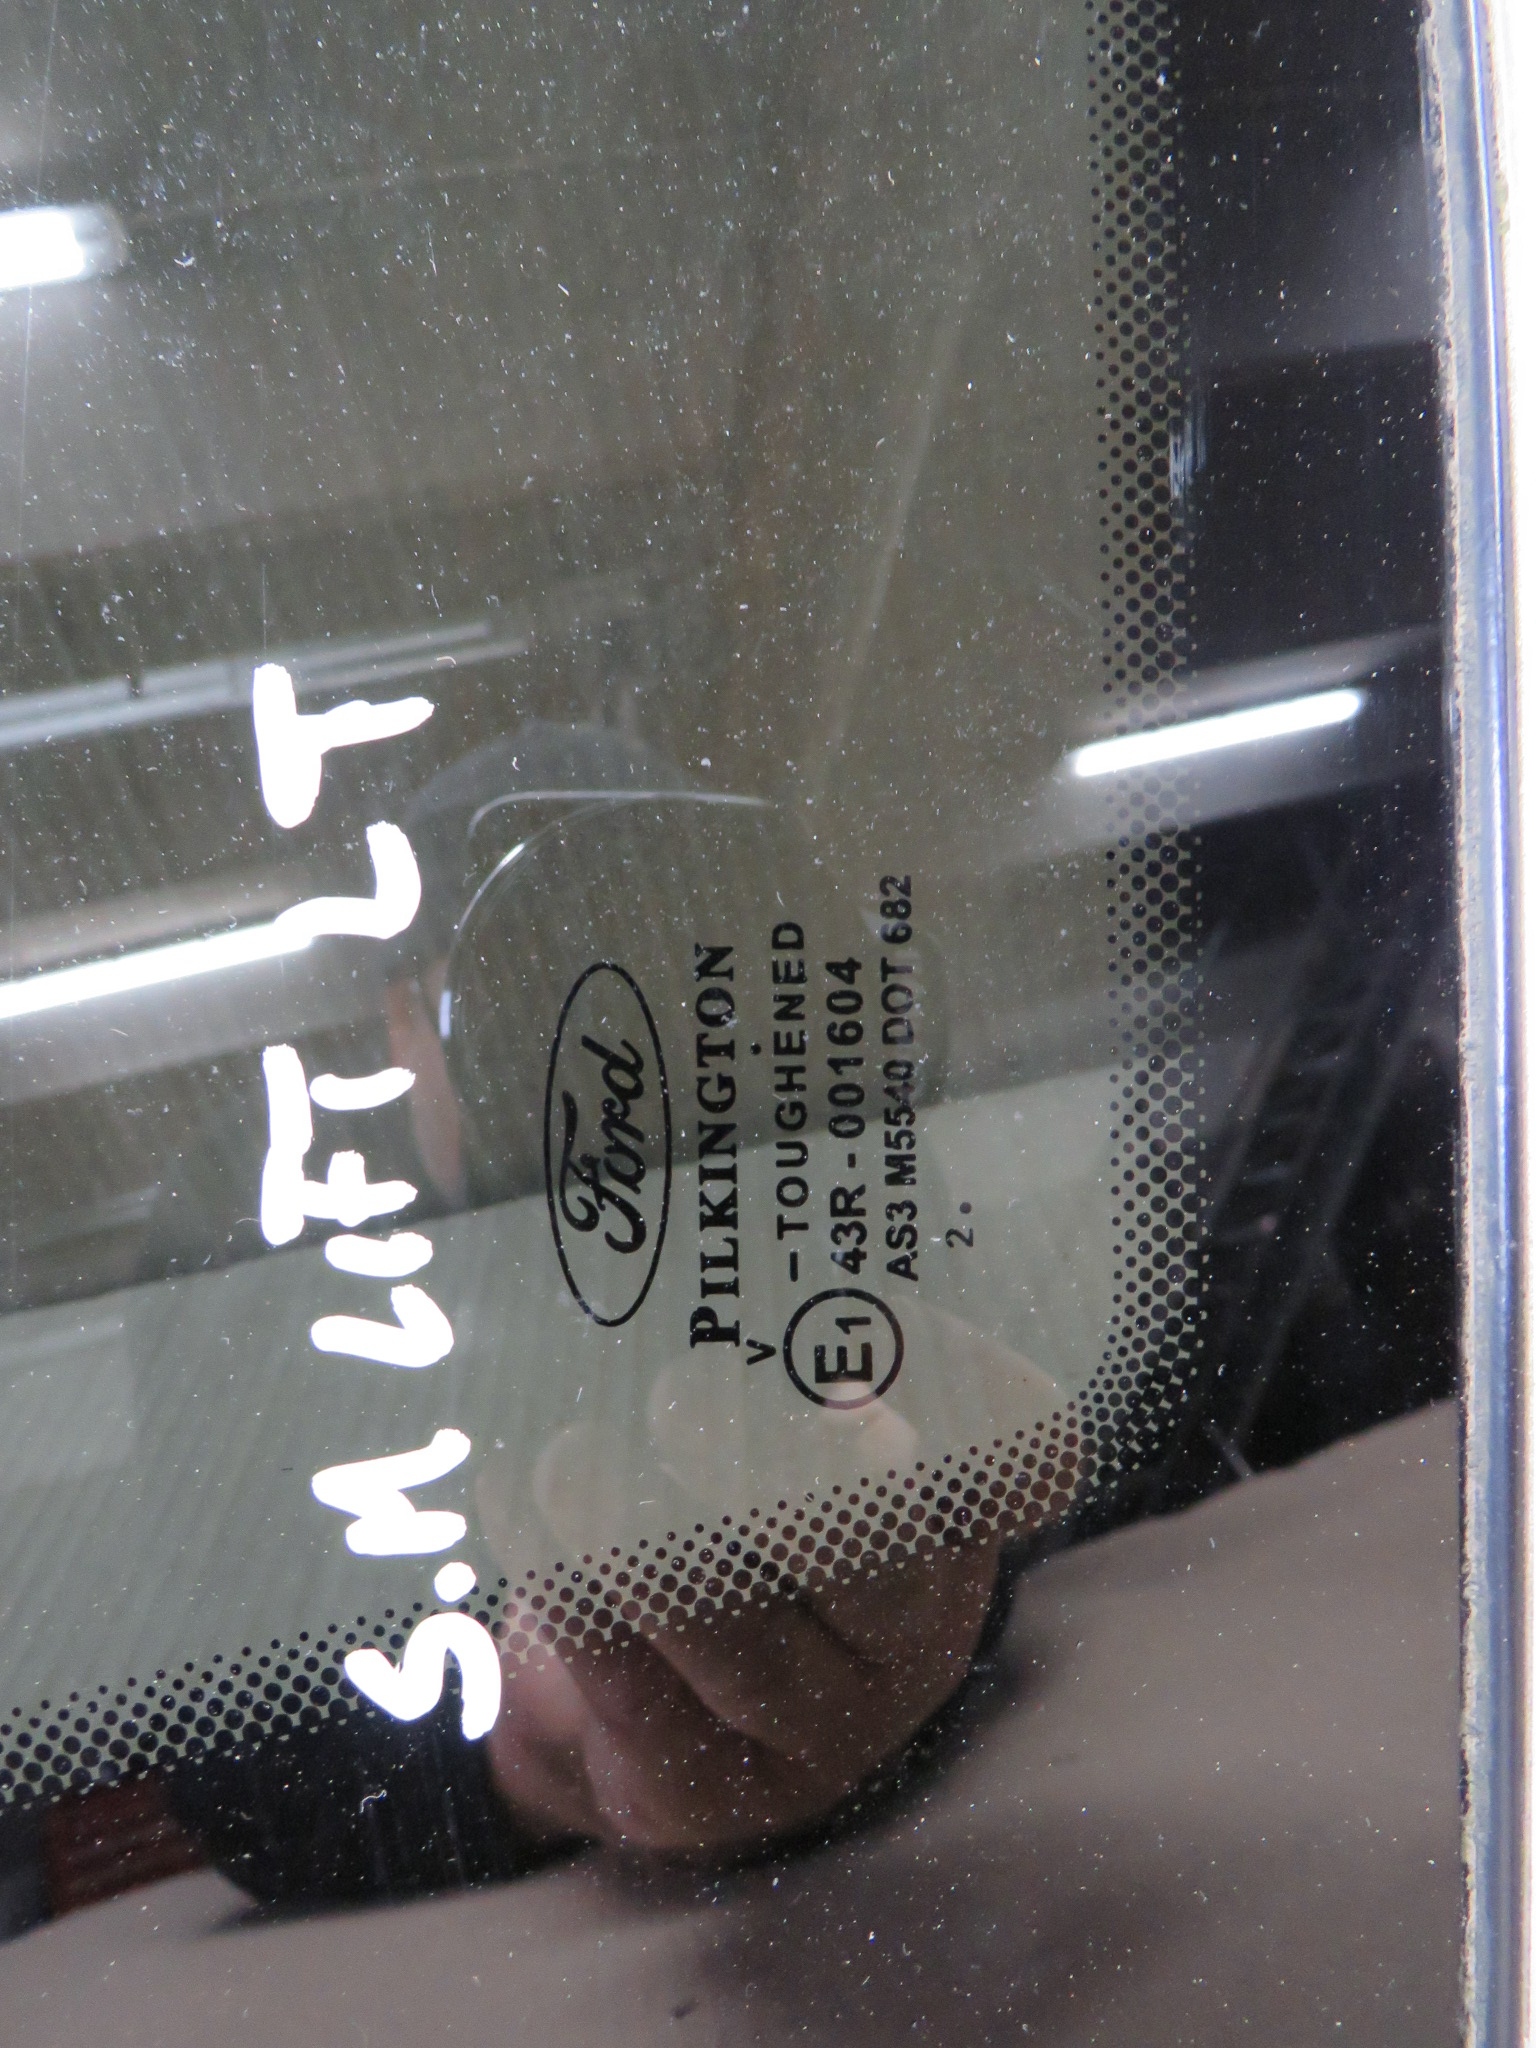 S.M LIFT LT
Ford
PILKINGTON
V .
E1 – TOUGHENED
43R - 001604
AS3 M5540 DOT 682
2 .